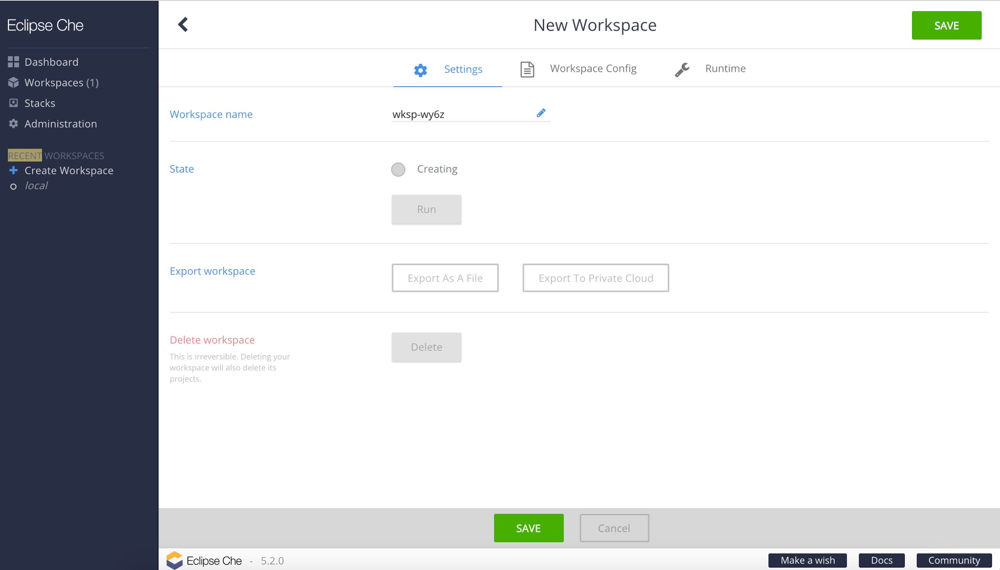 Eclipse Che
Dashboard
Workspaces (1)
Stacks
Administration
RECENT WORKSPACES
Create Workspace
local
New Workspace
SAVE
Settings
Workspace Config
Runtime
Workspace name
wksp-wy6z
State
Creating
Run
Export workspace
Export As A File
Export To Private Cloud
Delete workspace
This is irreversible. Deleting your
workspace will also delete its
projects.
Delete
SAVE
Cancel
Eclipse Che - 5.2.0
Make a wish
Docs
Community